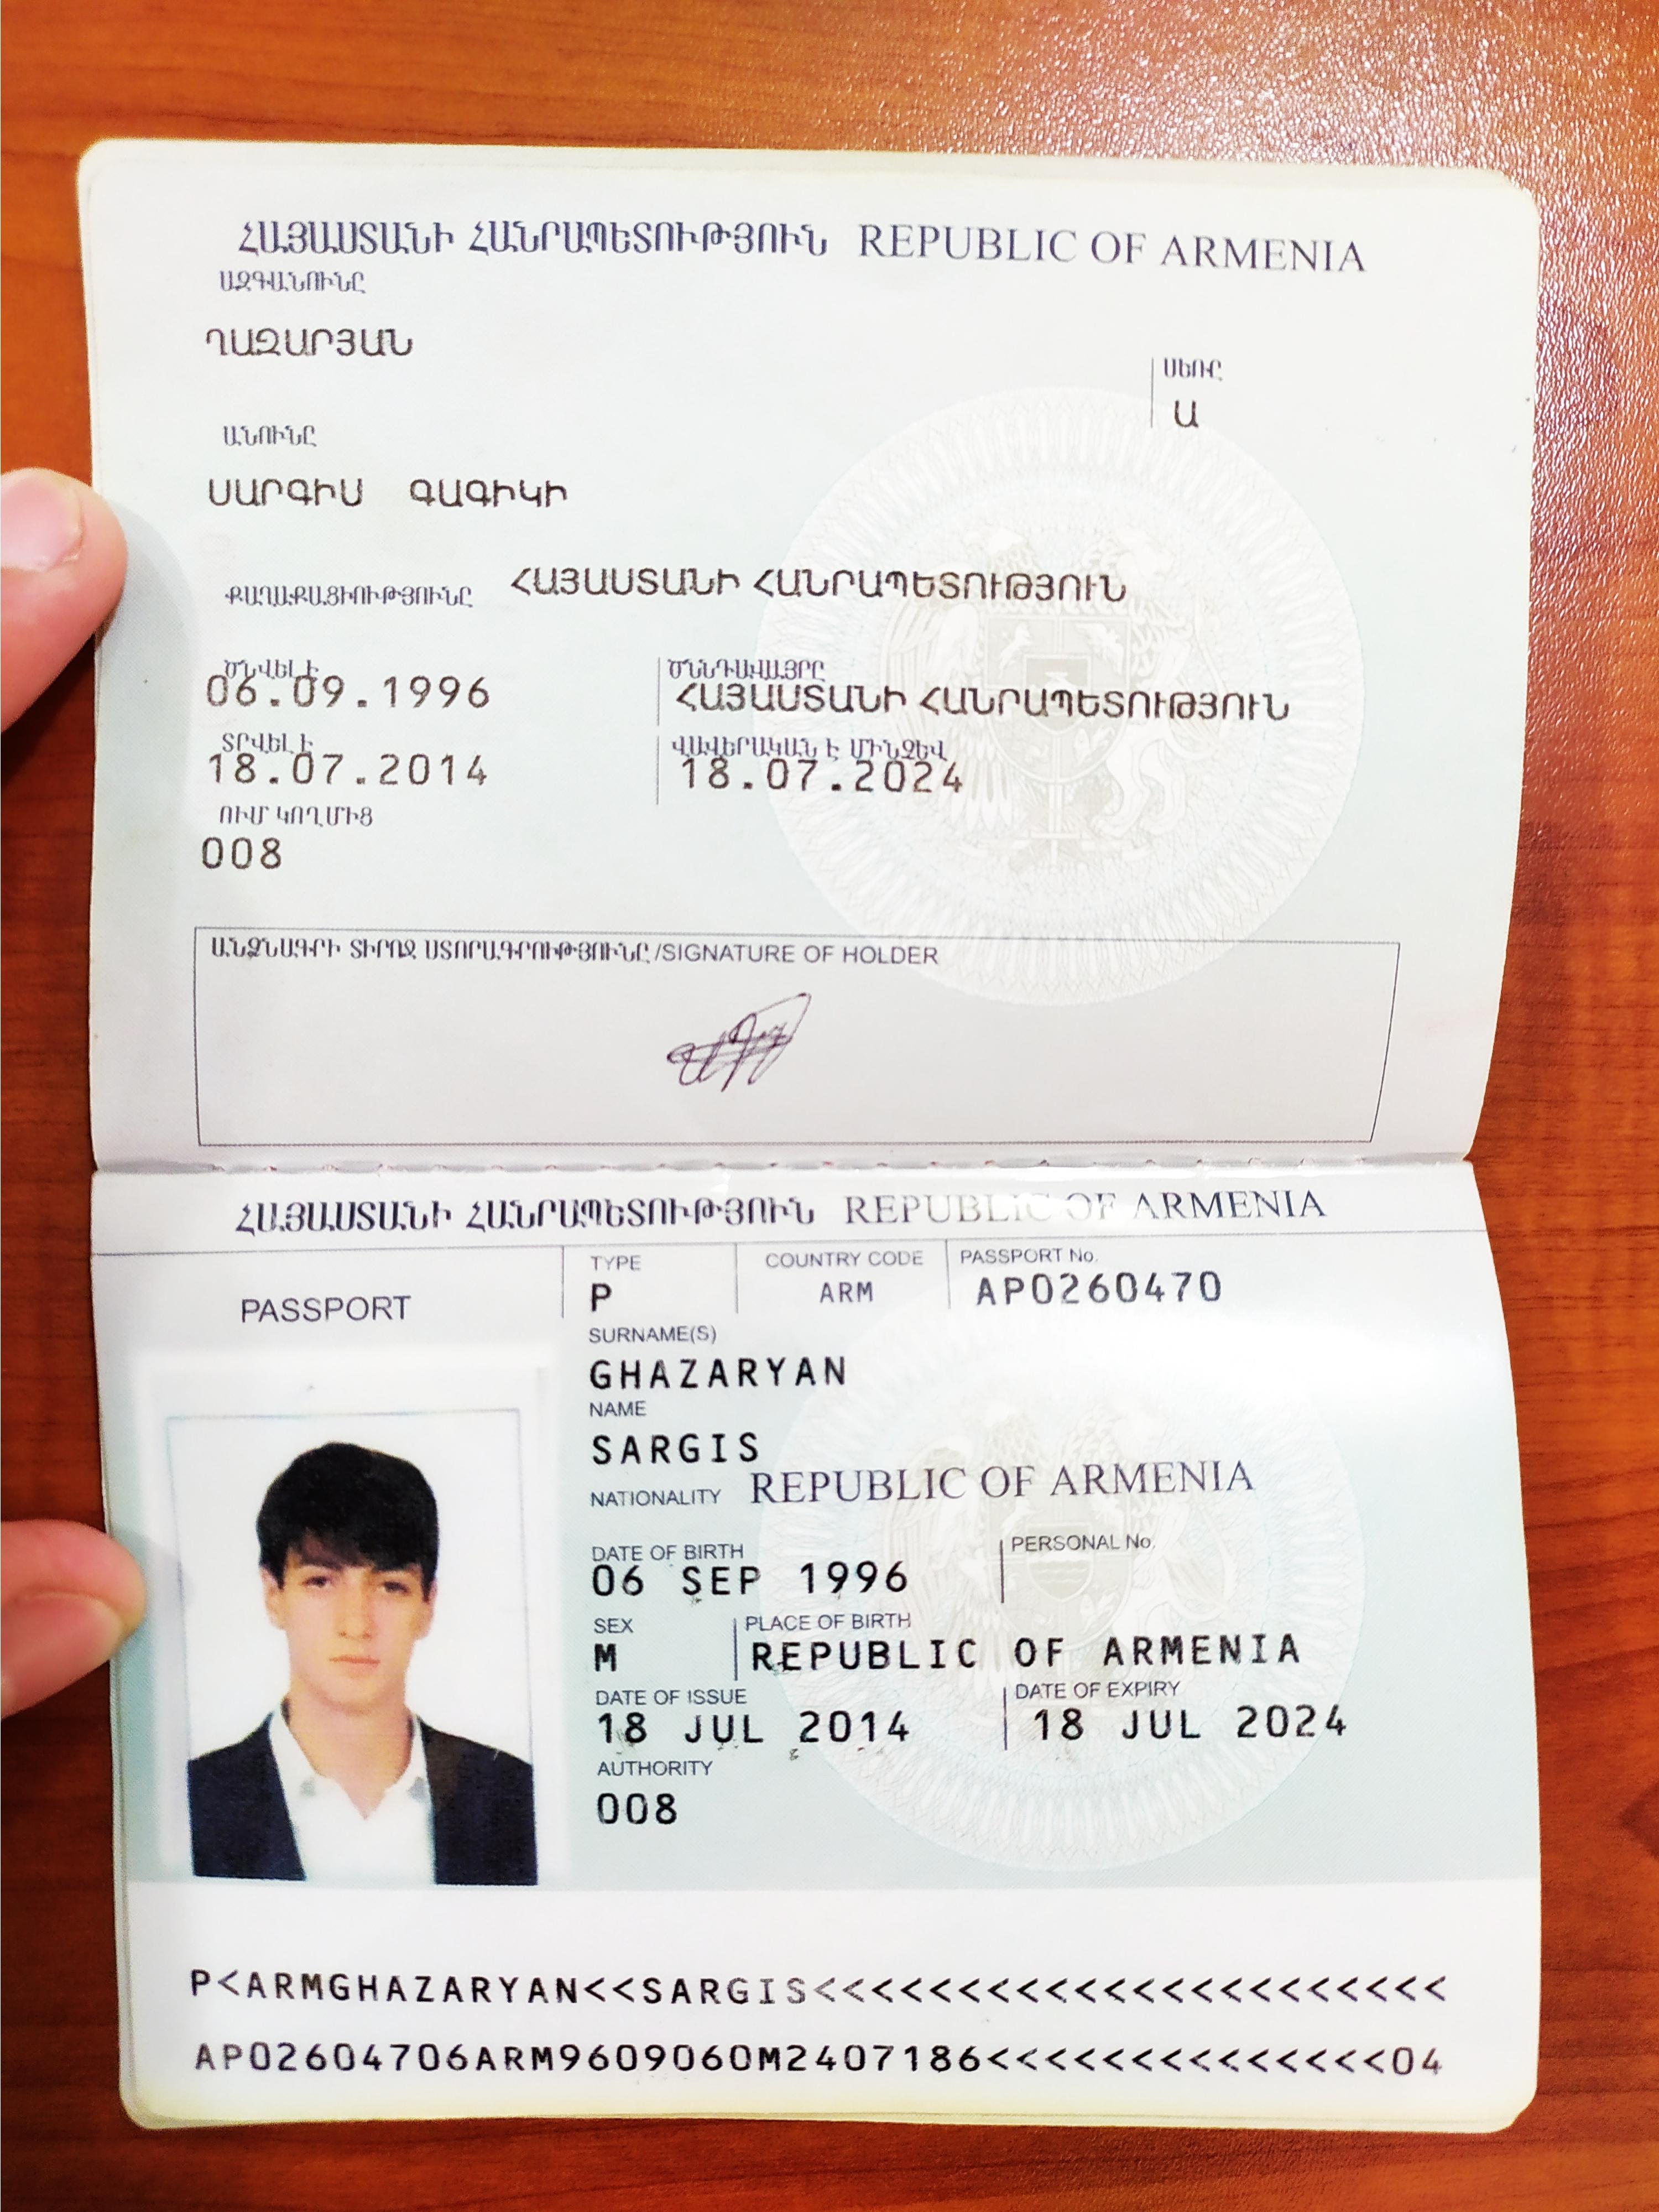 ՀԱՅԱՍՏԱՆԻ ՀԱՆՐԱՊԵՏՈՒԹՅՈՒՆ REPUBLIC OF ARMENIA
ԱԶԳԱՆՈՒՆԸ
ՂԱԶԱՐՅԱՆ
ՍԵՌԸ
Ա
ԱՆՈՒՆԸ
ՍԱՐԳԻՍ ԳԱԳԻԿԻ
ՔԱՂԱՔԱՑԻՈՒԹՅՈՒՆԸ ՀԱՅԱՍՏԱՆԻ ՀԱՆՐԱՊԵՏՈՒԹՅՈՒՆ
ԾՆՎԵԼ Է ԾՆՆԴԱՎԱՅՐԸ
06.09.1996 ՀԱՅԱՍՏԱՆԻ ՀԱՆՐԱՊԵՏՈՒԹՅՈՒՆ
ՏՐՎԵԼ Է ՎԱՎԵՐԱԿԱՆ Է ՄԻՆՉԵՎ
18.07.2014 18.07.2024
ՈՒՄ ԿՈՂՄԻՑ
008
ԱՆՁՆԱԳՐԻ ՏԻՐՈՋ ՍՏՈՐԱԳՐՈՒԹՅՈՒՆԸ/SIGNATURE OF HOLDER
ՀԱՅԱՍՏԱՆԻ ՀԱՆՐԱՊԵՏՈՒԹՅՈՒՆ REPUBLIC OF ARMENIA
TYPE COUNTRY CODE PASSPORT No.
PASSPORT P ARM AP0260470
SURNAME(S)
GHAZARYAN
NAME
SARGIS
NATIONALITY REPUBLIC OF ARMENIA
DATE OF BIRTH PERSONAL No.
06 SEP 1996
SEX PLACE OF BIRTH
M REPUBLIC OF ARMENIA
DATE OF ISSUE DATE OF EXPIRY
18 JUL 2014 18 JUL 2024
AUTHORITY
008
P<ARMGHAZARYAN<<SARGIS<<<<<<<<<<<<<<<<<<<<<<
AP02604706ARM9609060M2407186<<<<<<<<<<<<<<04